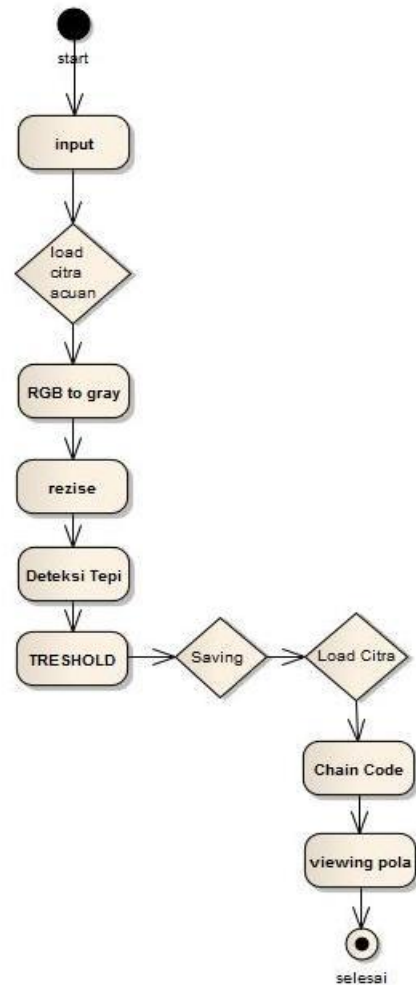 start
input
load
citra
acuan
RGB to gray
rezise
Deteksi Tepi
TRESHOLD
Saving
Load Citra
Chain Code
viewing pola
selesai